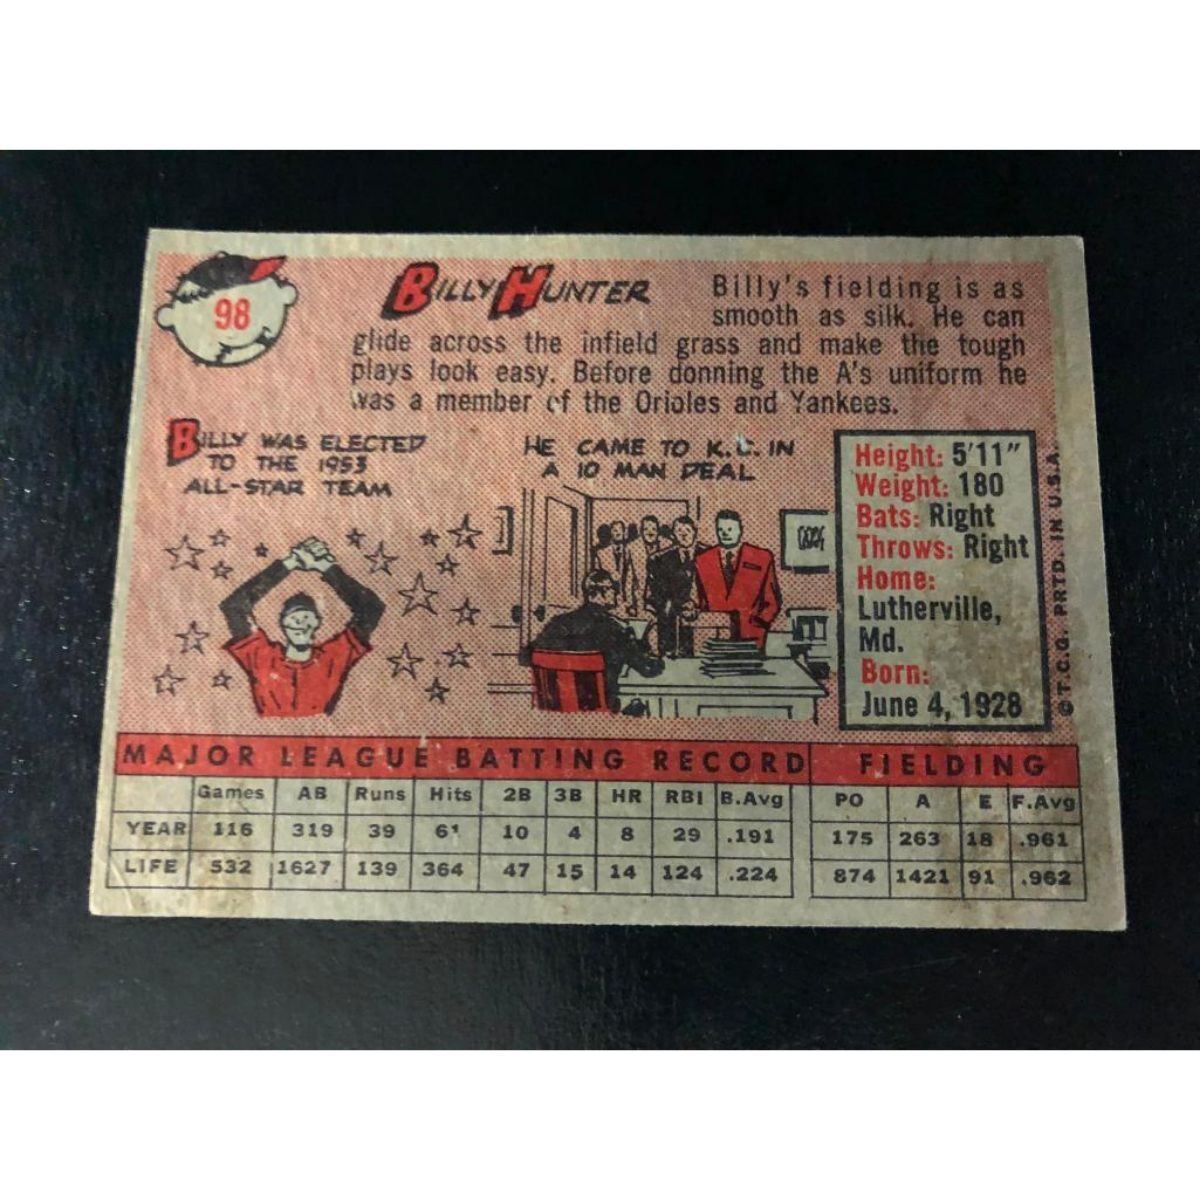 98
BILLY HUNTER
Billy's fielding is as
smooth as silk. He can
glide across the infield grass and make the tough
plays look easy. Before donning the A's uniform he
was a member of the Orioles and Yankees.
BILLY WAS ELECTED
TO THE 1953
ALL-STAR TEAM
HE CAME TO K.C. IN
A 10 MAN DEAL
Height: 5'11"
Weight: 180
Bats: Right
Throws: Right
Home:
Lutherville,
Md.
Born:
June 4, 1928
©T.C.G. PRTD. IN U.S.A.
MAJOR LEAGUE BATTING RECORD FIELDING
Games AB Runs Hits 2B 3B HR RBI B.Avg PO A E F.Avg
YEAR 116 319 39 61 10 4 8 29 .191 175 263 18 .961
LIFE 532 1627 139 364 47 15 14 124 .224 874 1421 91 .962